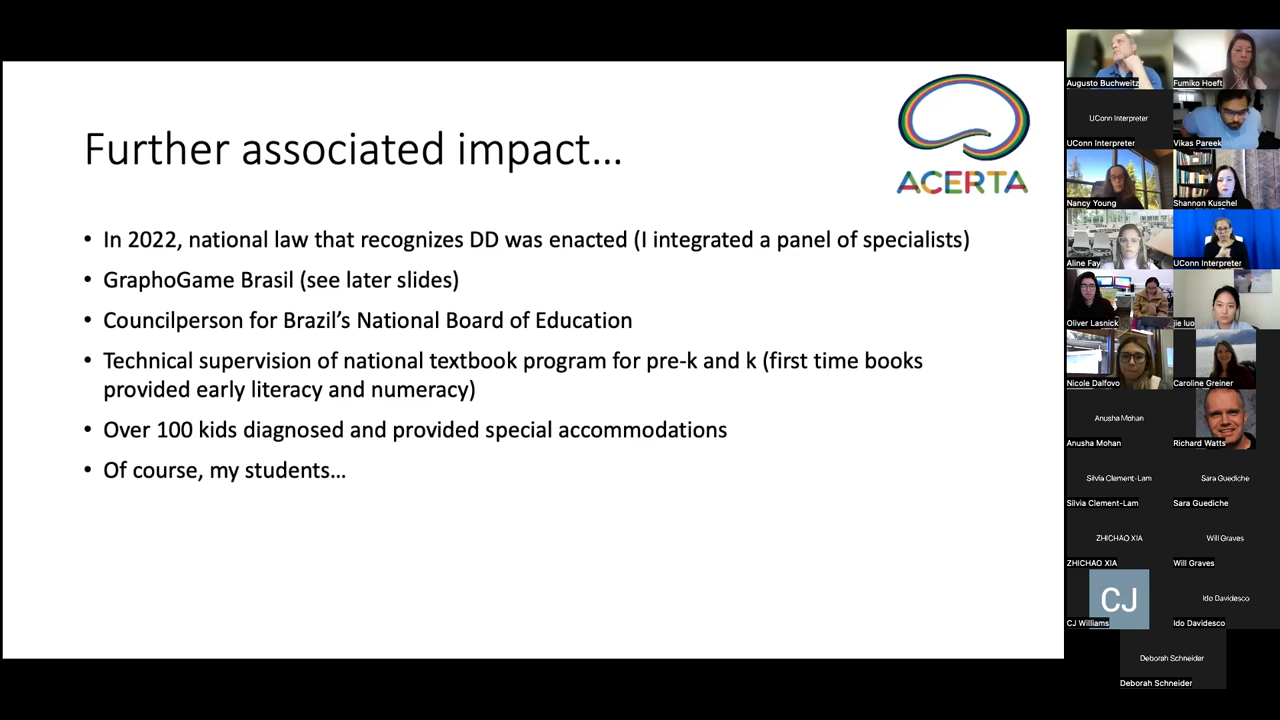 Further associated impact...
ACERTA
• In 2022, national law that recognizes DD was enacted (I integrated a panel of specialists)
• GraphoGame Brasil (see later slides)
• Councilperson for Brazil’s National Board of Education
• Technical supervision of national textbook program for pre-k and k (first time books
provided early literacy and numeracy)
• Over 100 kids diagnosed and provided special accommodations
• Of course, my students...
Augusto Buchweitz
Fumiko Hoeft
UConn Interpreter
UConn Interpreter
Vikas Pareek
Nancy Young
Shannon Kuschel
Aline Fay
UConn Interpreter
Oliver Lasnick
jie luo
Nicole Dalfovo
Caroline Greiner
Anusha Mohan
Anusha Mohan
Richard Watts
Silvia Clement-Lam
Sara Guediche
Silvia Clement-Lam
Sara Guediche
ZHICHAO XIA
Will Graves
ZHICHAO XIA
Will Graves
CJ
Ido Davidesco
CJ Williams
Ido Davidesco
Deborah Schneider
Deborah Schneider